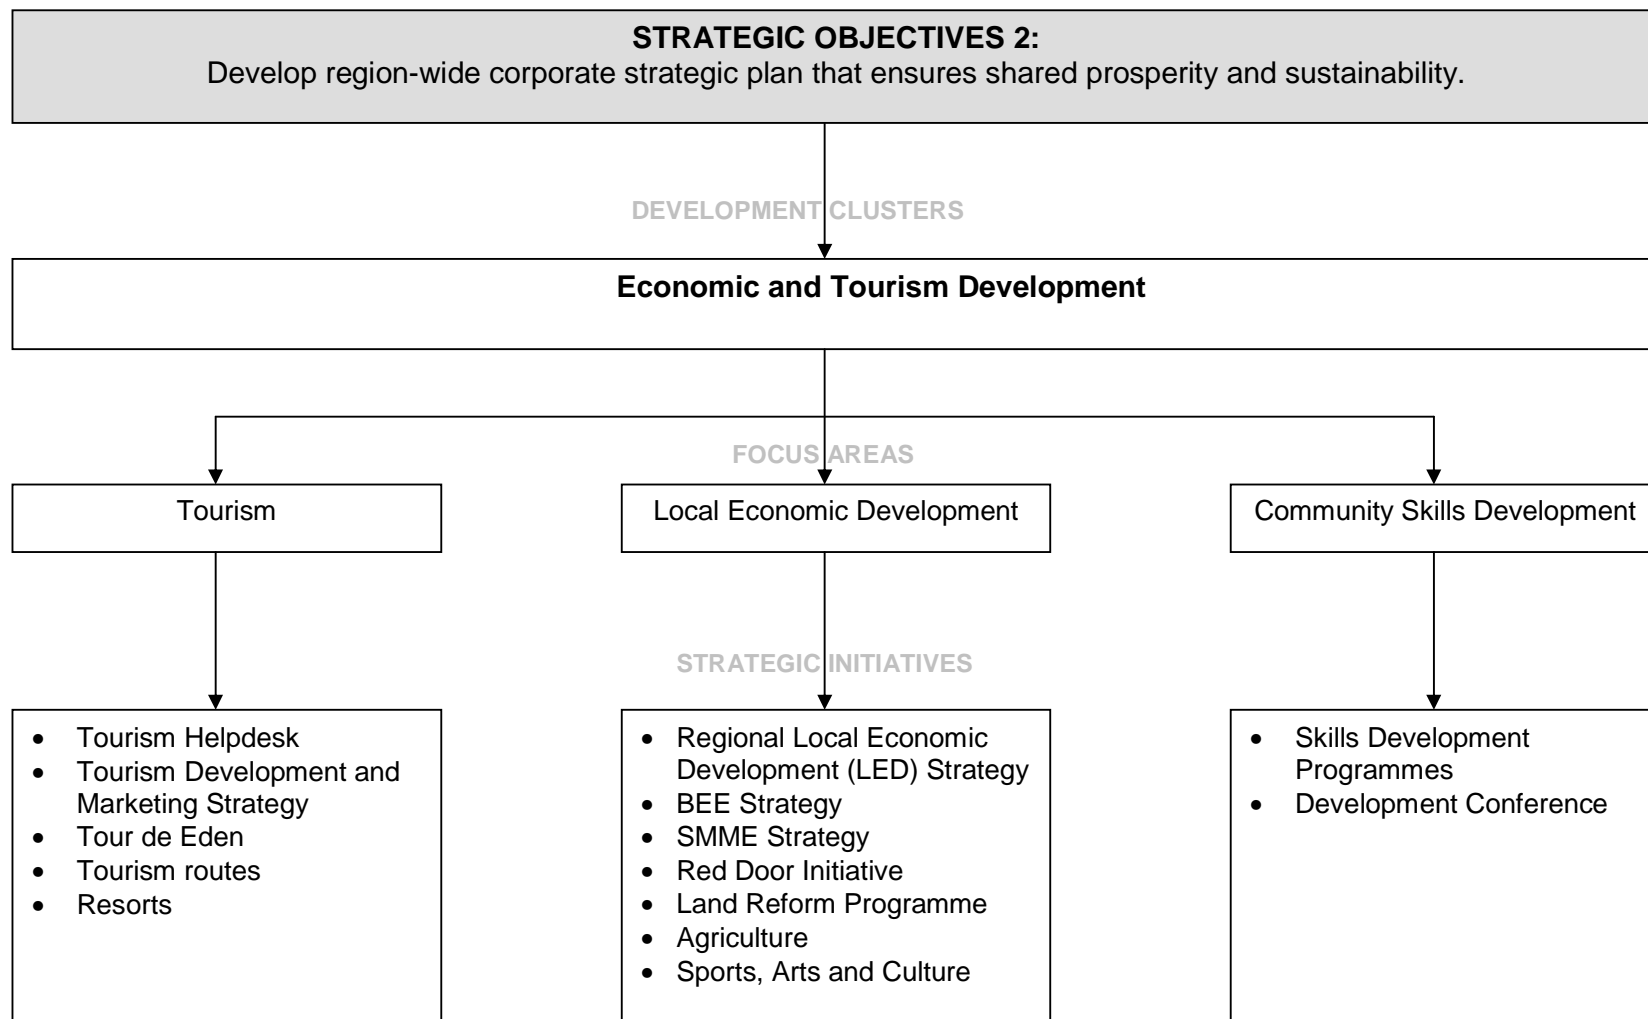 STRATEGIC OBJECTIVES 2:
Develop region-wide corporate strategic plan that ensures shared prosperity and sustainability.
DEVELOPMENT CLUSTERS
Economic and Tourism Development
FOCUS AREAS
Tourism
Local Economic Development
Community Skills Development
STRATEGIC INITIATIVES
• Tourism Helpdesk
• Tourism Development and
Marketing Strategy
• Tour de Eden
• Tourism routes
• Resorts
• Regional Local Economic
Development (LED) Strategy
• BEE Strategy
• SMME Strategy
• Red Door Initiative
• Land Reform Programme
• Agriculture
• Sports, Arts and Culture
• Skills Development
Programmes
• Development Conference